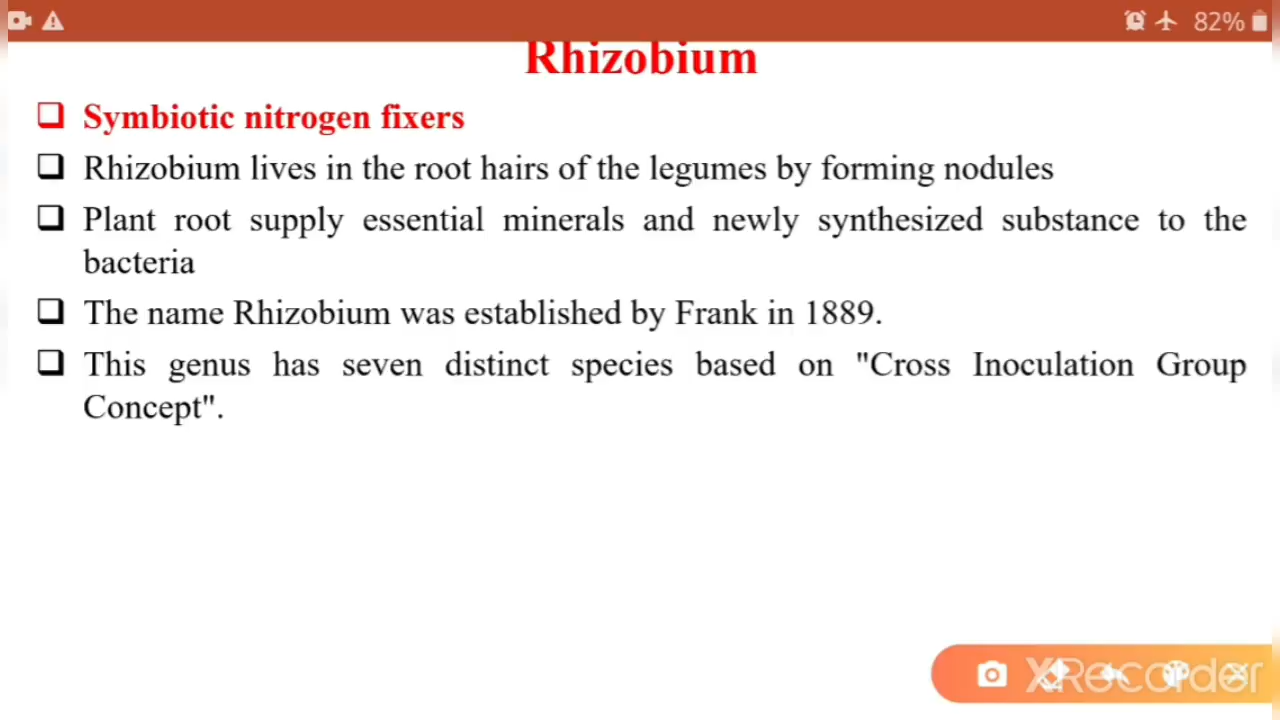 82%
Rhizobium
Symbiotic nitrogen fixers
Rhizobium lives in the root hairs of the legumes by forming nodules
Plant root supply essential minerals and newly synthesized substance to the
bacteria
The name Rhizobium was established by Frank in 1889.
This genus has seven distinct species based on "Cross Inoculation Group
Concept".
XRecorder